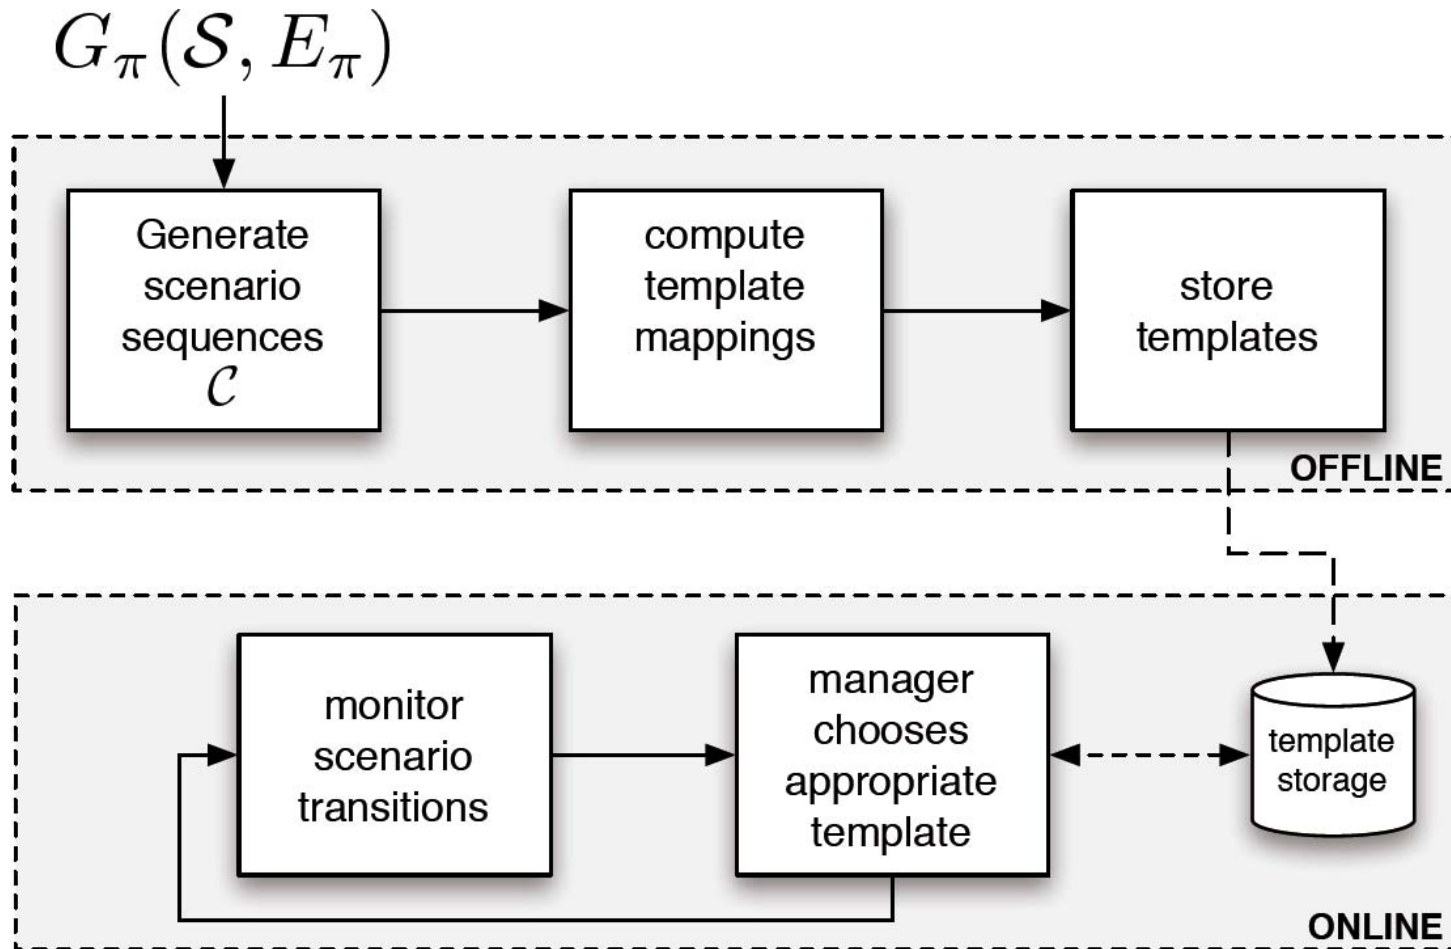 G_π(𝒮, E_π)
Generate
scenario
sequences
𝒞
compute
template
mappings
store
templates
OFFLINE
monitor
scenario
transitions
manager
chooses
appropriate
template
template
storage
ONLINE